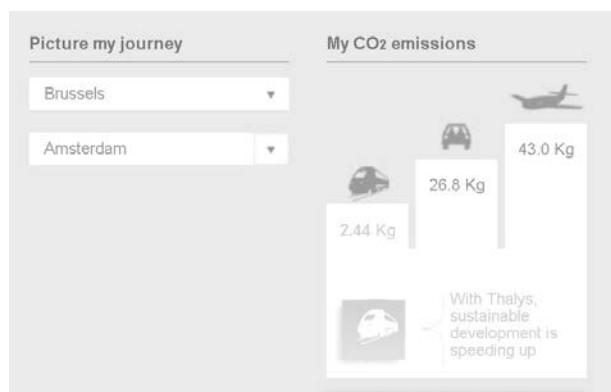 Picture my journey
Brussels
Amsterdam
My CO2 emissions
2.44 Kg
26.8 Kg
43.0 Kg
With Thalys,
sustainable
development is
speeding up